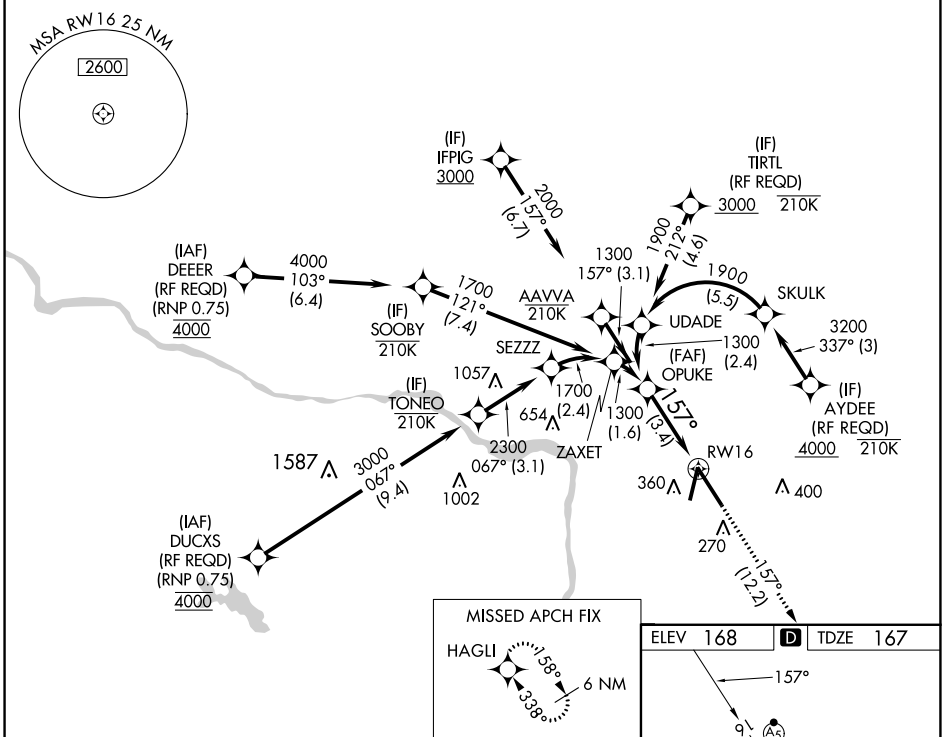 MSA RW16 25 NM
2600
(IF)
IFPIG
3000
2000
157°
(6.7)
(IF)
TIRTL
(RF REQD)
3000 210K
1900
212°
(4.6)
(IAF)
DEEER
(RF REQD)
(RNP 0.75)
4000
4000
103°
(6.4)
(IF)
SOOBY
210K
1700
121°
(7.4)
1300
157° (3.1)
AAVVA
210K
1900
(5.5)
SKULK
UDADE
1300
(2.4)
3200
337° (3)
(IF)
AYDEE
(RF REQD)
4000 210K
SEZZZ
1700
(2.4)
(FAF)
OPUKE
1057
(IF)
TONEO
210K
654
ZAXET
1300
(1.6)
157°
(3.4)
2300
067° (3.1)
RW16
360
400
270
1587
3000
067°
(9.4)
1002
(IAF)
DUCXS
(RF REQD)
(RNP 0.75)
4000
157°
(12.2)
MISSED APCH FIX
HAGLI
158°
338°
6 NM
ELEV 168 D TDZE 167
157°
16
A5